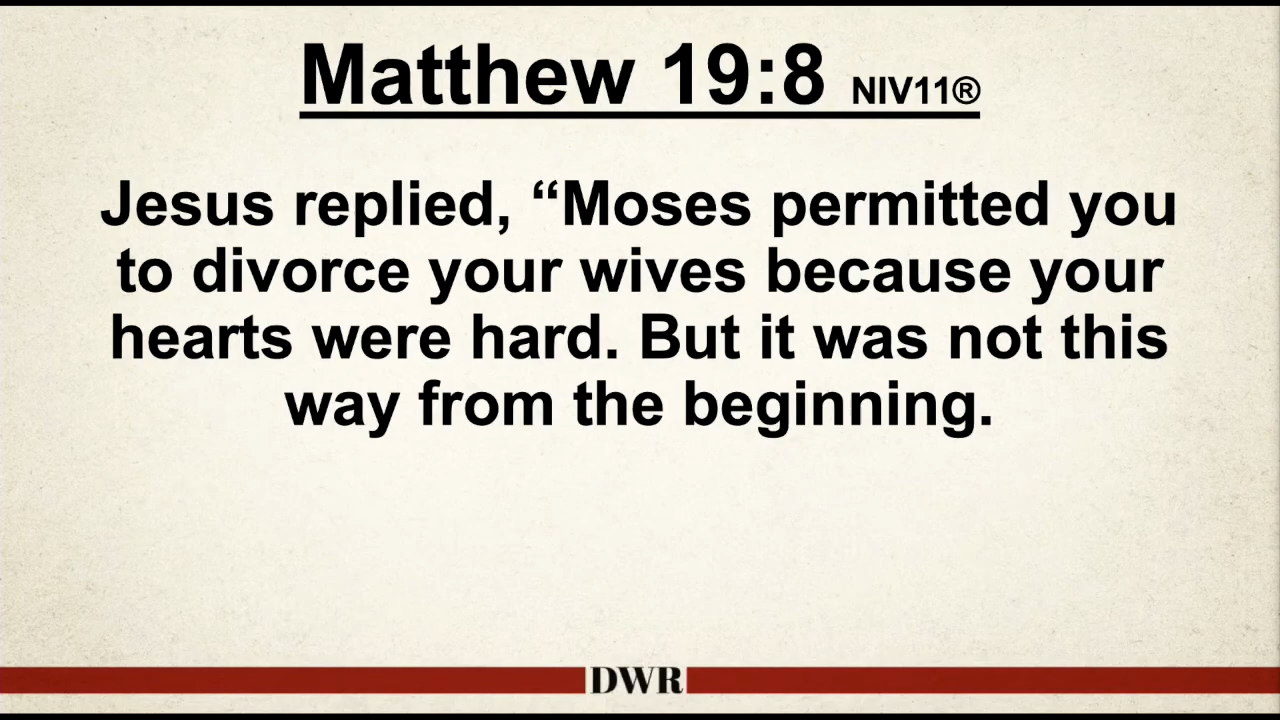 Matthew 19:8 NIV11®
Jesus replied, “Moses permitted you
to divorce your wives because your
hearts were hard. But it was not this
way from the beginning.
DWR